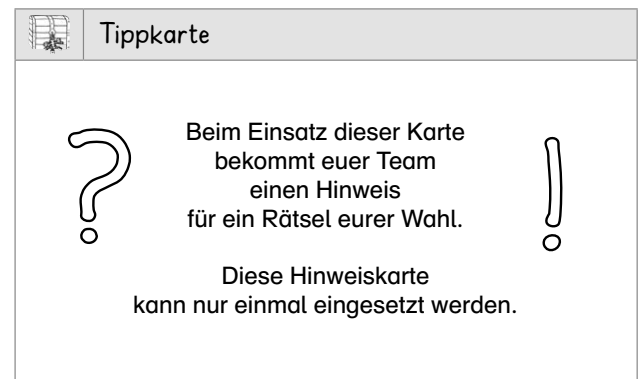 Tippkarte
?
!
Beim Einsatz dieser Karte
bekommt euer Team
einen Hinweis
für ein Rätsel eurer Wahl.
Diese Hinweiskarte
kann nur einmal eingesetzt werden.